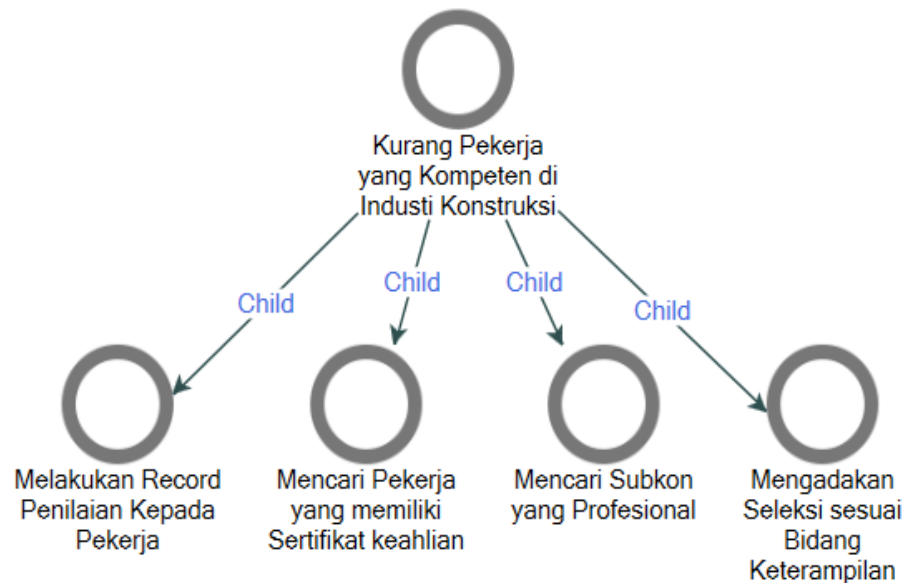 Kurang Pekerja
yang Kompeten di
Industi Konstruksi
Child
Child
Child
Child
Melakukan Record
Penilaian Kepada
Pekerja
Mencari Pekerja
yang memiliki
Sertifikat keahlian
Mencari Subkon
yang Profesional
Mengadakan
Seleksi sesuai
Bidang
Keterampilan